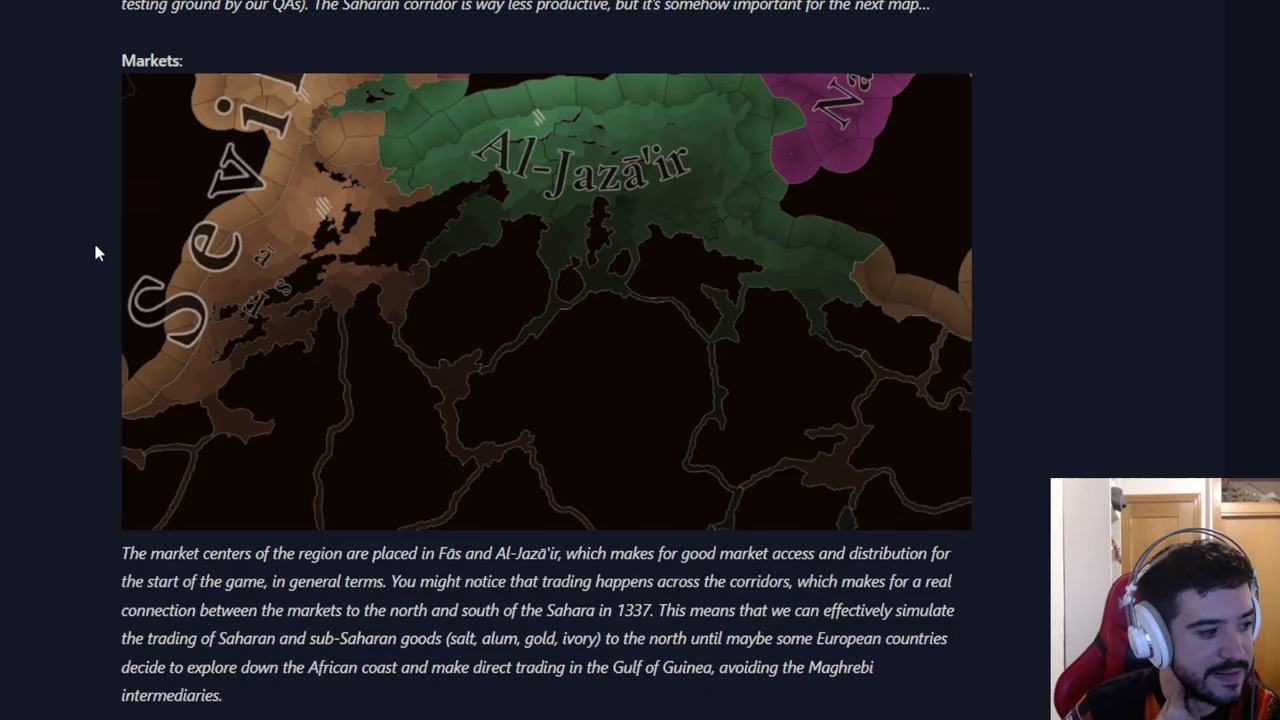 testing ground by our QAs). The Saharan corridor is way less productive, but it's somehow important for the next map...
Markets:
Sevil
Al-Jazā'ir
Na
The market centers of the region are placed in Fās and Al-Jazā'ir, which makes for good market access and distribution for
the start of the game, in general terms. You might notice that trading happens across the corridors, which makes for a real
connection between the markets to the north and south of the Sahara in 1337. This means that we can effectively simulate
the trading of Saharan and sub-Saharan goods (salt, alum, gold, ivory) to the north until maybe some European countries
decide to explore down the African coast and make direct trading in the Gulf of Guinea, avoiding the Maghrebi
intermediaries.